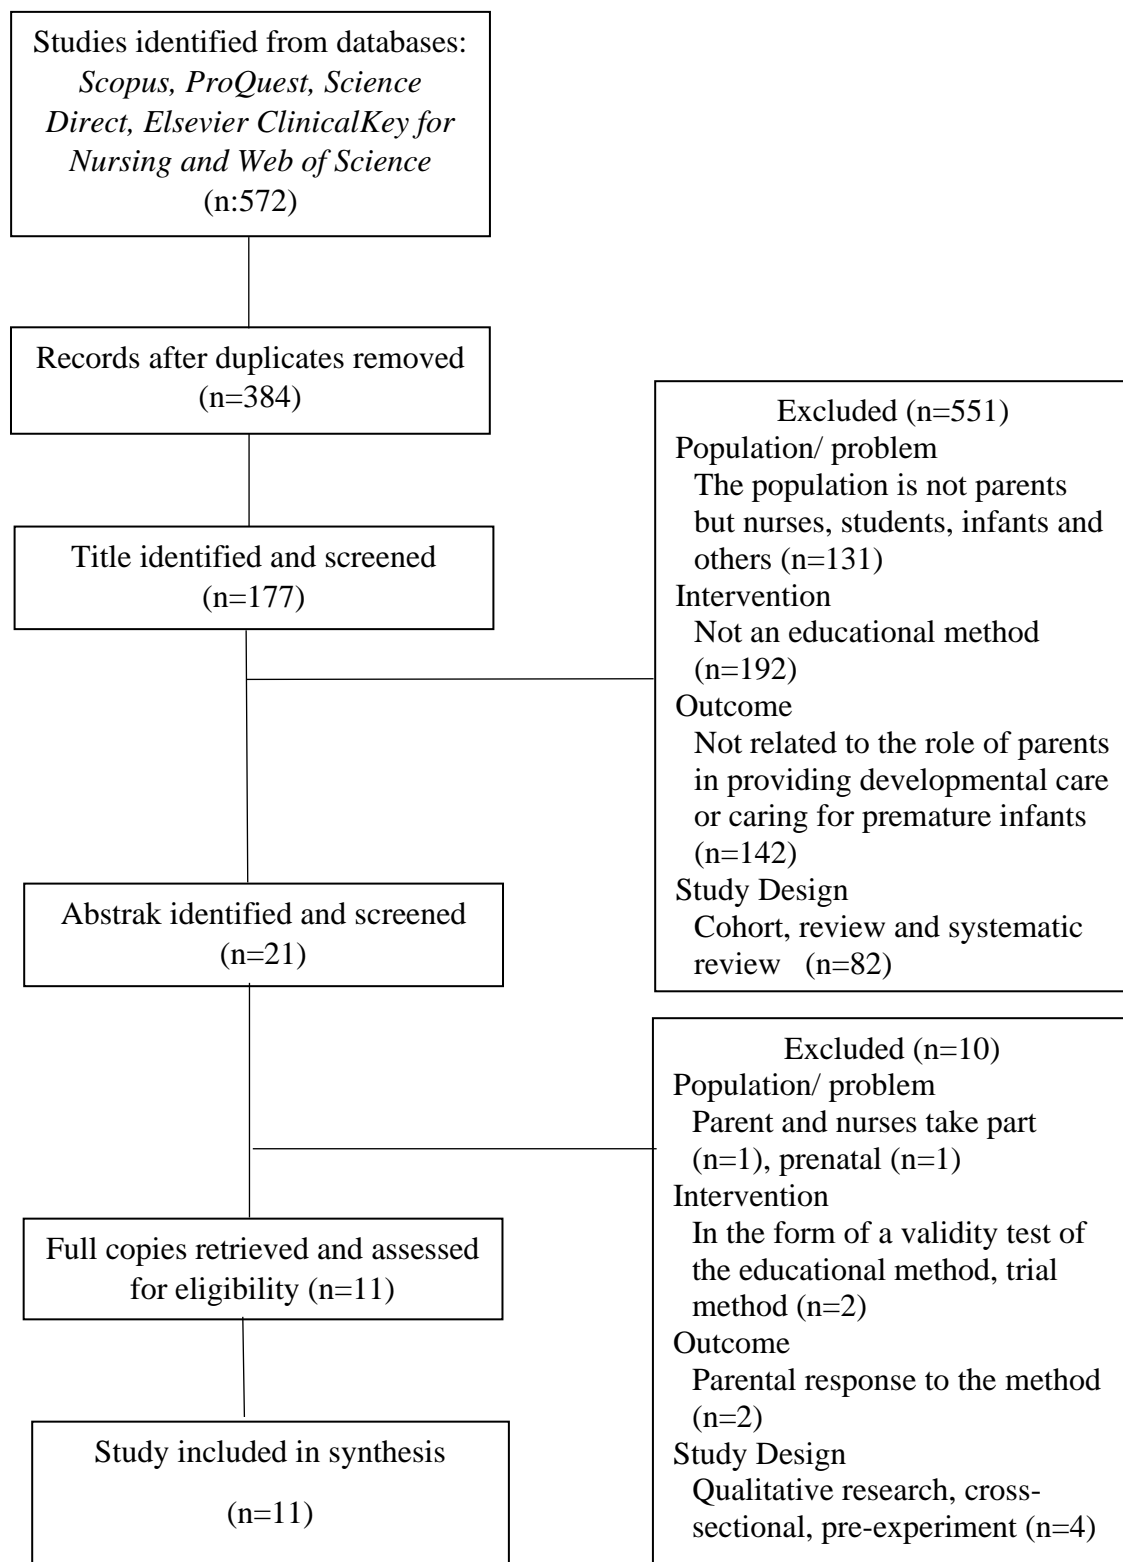 Studies identified from databases:
Scopus, ProQuest, Science
Direct, Elsevier ClinicalKey for
Nursing and Web of Science
(n:572)
Records after duplicates removed
(n=384)
Title identified and screened
(n=177)
Excluded (n=551)
Population/ problem
The population is not parents
but nurses, students, infants and
others (n=131)
Intervention
Not an educational method
(n=192)
Outcome
Not related to the role of parents
in providing developmental care
or caring for premature infants
(n=142)
Study Design
Cohort, review and systematic
review (n=82)
Abstrak identified and screened
(n=21)
Excluded (n=10)
Population/ problem
Parent and nurses take part
(n=1), prenatal (n=1)
Intervention
In the form of a validity test of
the educational method, trial
method (n=2)
Outcome
Parental response to the method
(n=2)
Study Design
Qualitative research, cross-
sectional, pre-experiment (n=4)
Full copies retrieved and assessed
for eligibility (n=11)
Study included in synthesis
(n=11)